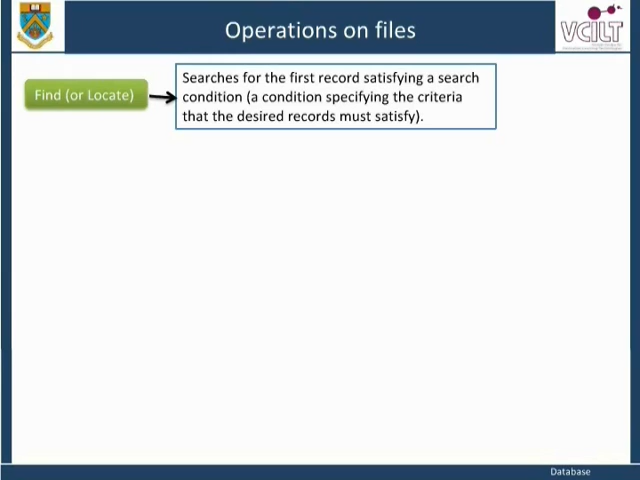 Operations on files
VCILT
Find (or Locate)
Searches for the first record satisfying a search
condition (a condition specifying the criteria
that the desired records must satisfy).
Database